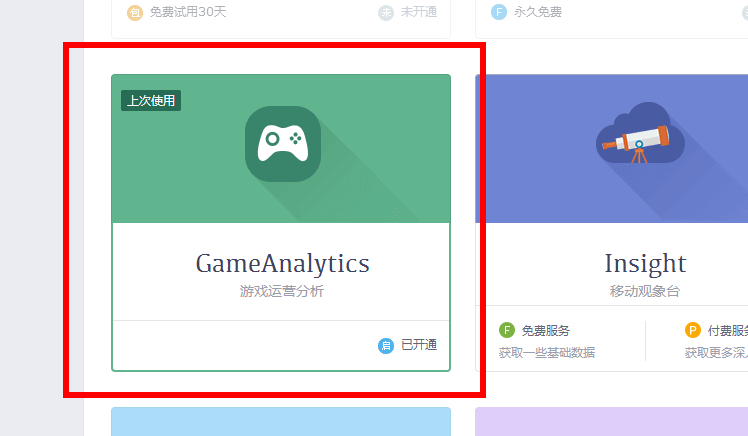 包 免费试用30天
未 未开通
F 永久免费
上次使用
GameAnalytics
游戏运营分析
启 已开通
Insight
移动观象台
F 免费服务
获取一些基础数据
P 付费服务
获取更多深